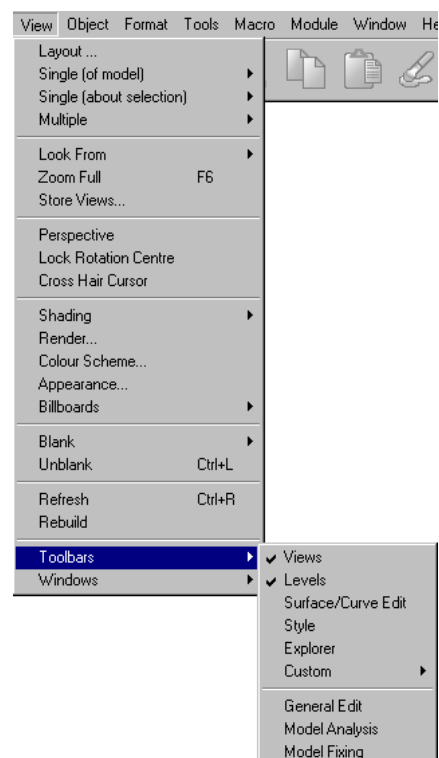 View Object Format Tools Macro Module Window He
Layout ...
Single (of model)
Single (about selection)
Multiple
Look From
Zoom Full F6
Store Views...
Perspective
Lock Rotation Centre
Cross Hair Cursor
Shading
Render...
Colour Scheme...
Appearance...
Billboards
Blank
Unblank Ctrl+L
Refresh Ctrl+R
Rebuild
Toolbars
Windows
Views
Levels
Surface/Curve Edit
Style
Explorer
Custom
General Edit
Model Analysis
Model Fixing